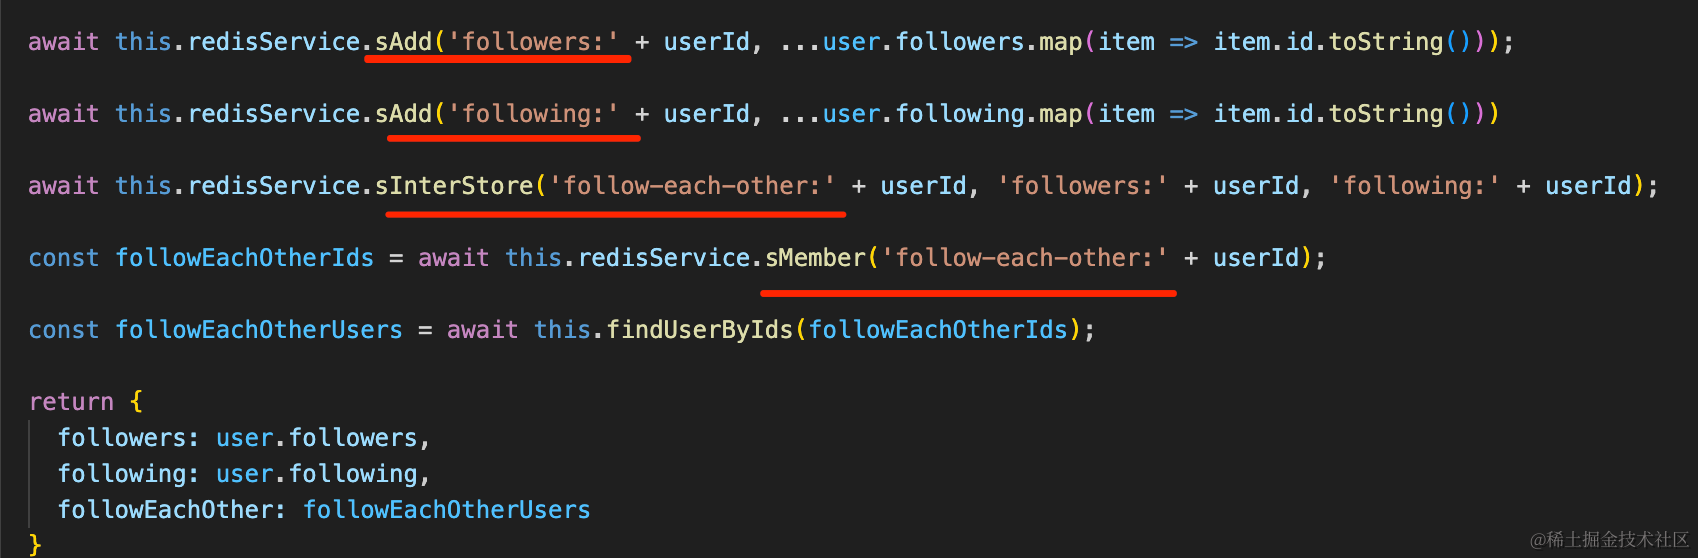 await this.redisService.sAdd('followers:' + userId, ...user.followers.map(item => item.id.toString()));
await this.redisService.sAdd('following:' + userId, ...user.following.map(item => item.id.toString()))
await this.redisService.sInterStore('follow-each-other:' + userId, 'followers:' + userId, 'following:' + userId);
const followEachOtherIds = await this.redisService.sMember('follow-each-other:' + userId);
const followEachOtherUsers = await this.findUserByIds(followEachOtherIds);
return {
  followers: user.followers,
  following: user.following,
  followEachOther: followEachOtherUsers
}
@稀土掘金技术社区